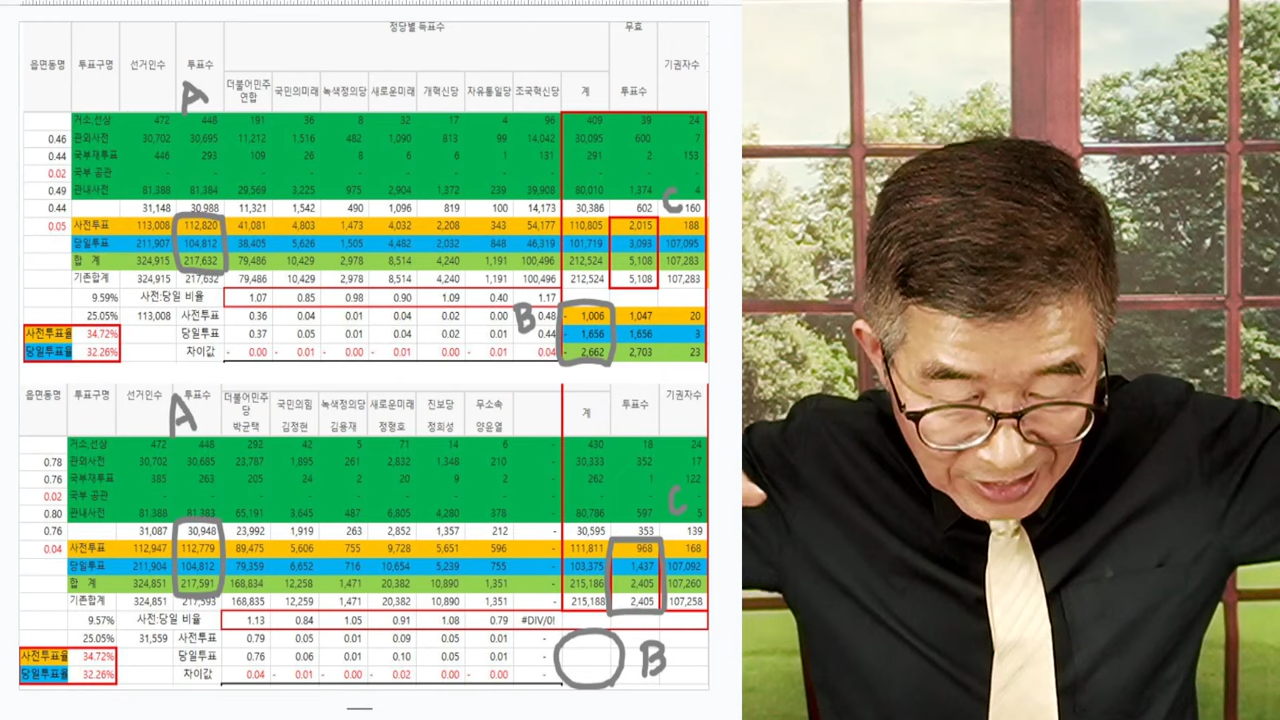 정당별 득표수 무효
읍면동명 투표구명 선거인수 투표수 더불어민주연합 국민의미래 녹색정의당 새로운미래 개혁신당 자유통일당 조국혁신당 계 투표수 기권자수
A
거소,선상 472 448 191 36 8 32 17 4 96 409 39 24
0.46 관외사전 30,702 30,695 11,212 1,516 482 1,090 813 99 14,042 30,095 600 7
0.44 국부재투표 446 293 109 26 8 6 6 1 131 291 2 153
0.02 국부 공관 - - - - - - - - - - - -
0.49 관내사전 81,388 81,384 29,569 3,225 975 2,904 1,372 239 39,908 80,010 1,374 4
0.44 31,148 30,988 11,321 1,542 490 1,096 819 100 14,173 30,386 602 C 160
0.05 사전투표 113,008 112,820 41,081 4,803 1,473 4,032 2,208 343 54,177 110,805 2,015 188
당일투표 211,907 104,812 38,405 5,626 1,505 4,482 2,032 848 46,319 101,719 3,093 107,095
합 계 324,915 217,632 79,486 10,429 2,978 8,514 4,240 1,191 100,496 212,524 5,108 107,283
기존합계 324,915 217,632 79,486 10,429 2,978 8,514 4,240 1,191 100,496 212,524 5,108 107,283
9.59% 사전:당일 비율 1.07 0.85 0.98 0.90 1.09 0.40 1.17
25.05% 113,008 사전투표 0.36 0.04 0.01 0.04 0.02 0.00 B 0.48 - 1,006 1,047 20
사전투표율 34.72% 당일투표 0.37 0.05 0.01 0.04 0.02 0.01 0.44 - 1,656 1,656 3
당일투표율 32.26% 차이값 - 0.00 - 0.01 - 0.00 - 0.01 - 0.00 - 0.01 0.04 - 2,662 2,703 23
읍면동명 투표구명 선거인수 투표수 더불어민주당 국민의힘 녹색정의당 새로운미래 진보당 무소속 계 투표수 기권자수
A 박균택 김정현 김용재 정형호 정희성 양윤열
거소,선상 472 448 292 42 5 71 14 6 - 430 18 24
0.78 관외사전 30,702 30,685 23,787 1,895 261 2,832 1,348 210 - 30,333 352 17
0.76 국부재투표 385 263 205 24 2 20 9 2 - 262 1 122
0.02 국부 공관 - - - - - - - - - - - -
0.80 관내사전 81,388 81,383 65,191 3,645 487 6,805 4,280 378 - 80,786 597 C 5
0.76 31,087 30,948 23,992 1,919 263 2,852 1,357 212 - 30,595 353 139
0.04 사전투표 112,947 112,779 89,475 5,606 755 9,728 5,651 596 - 111,811 968 168
당일투표 211,904 104,812 79,359 6,652 716 10,654 5,239 755 - 103,375 1,437 107,092
합 계 324,851 217,591 168,834 12,258 1,471 20,382 10,890 1,351 - 215,186 2,405 107,260
기존합계 324,851 217,593 168,835 12,259 1,471 20,382 10,890 1,351 - 215,188 2,405 107,258
9.57% 사전:당일 비율 1.13 0.84 1.05 0.91 1.08 0.79 #DIV/0!
25.05% 31,559 사전투표 0.79 0.05 0.01 0.09 0.05 0.01 -
사전투표율 34.72% 당일투표 0.76 0.06 0.01 0.10 0.05 0.01 - B
당일투표율 32.26% 차이값 0.04 - 0.01 0.00 - 0.02 - 0.00 - 0.00 -